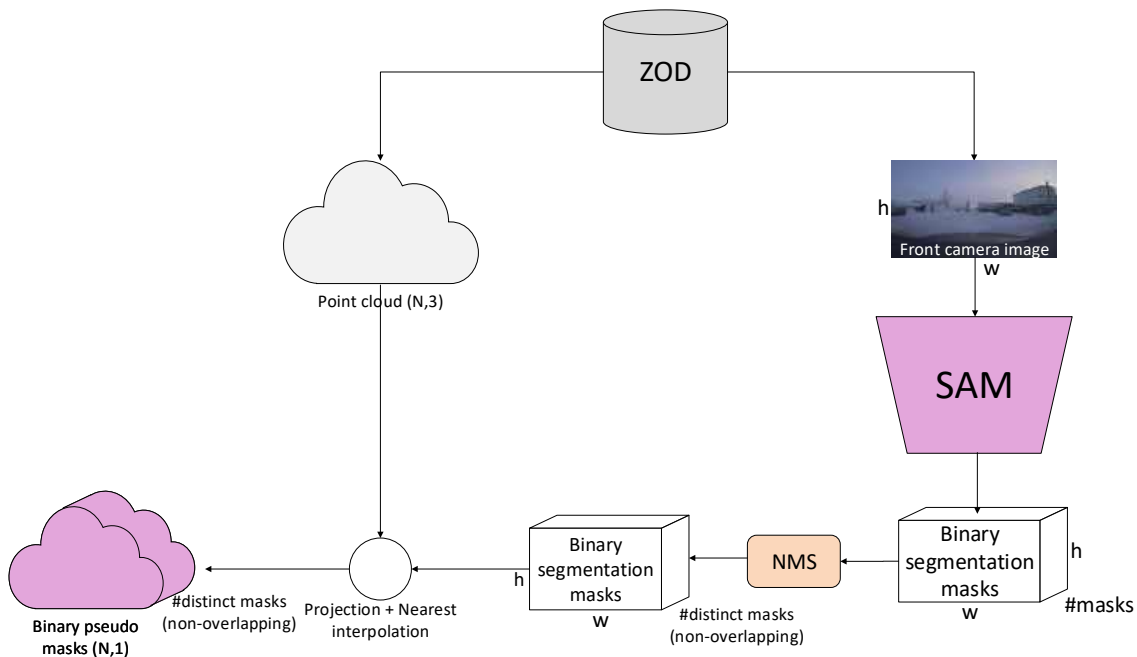 ZOD
h
Front camera image
w
Point cloud (N,3)
SAM
Binary
segmentation
masks
h
w
#masks
NMS
Binary
segmentation
masks
h
w
#distinct masks
(non-overlapping)
Projection + Nearest
interpolation
#distinct masks
(non-overlapping)
Binary pseudo
masks (N,1)